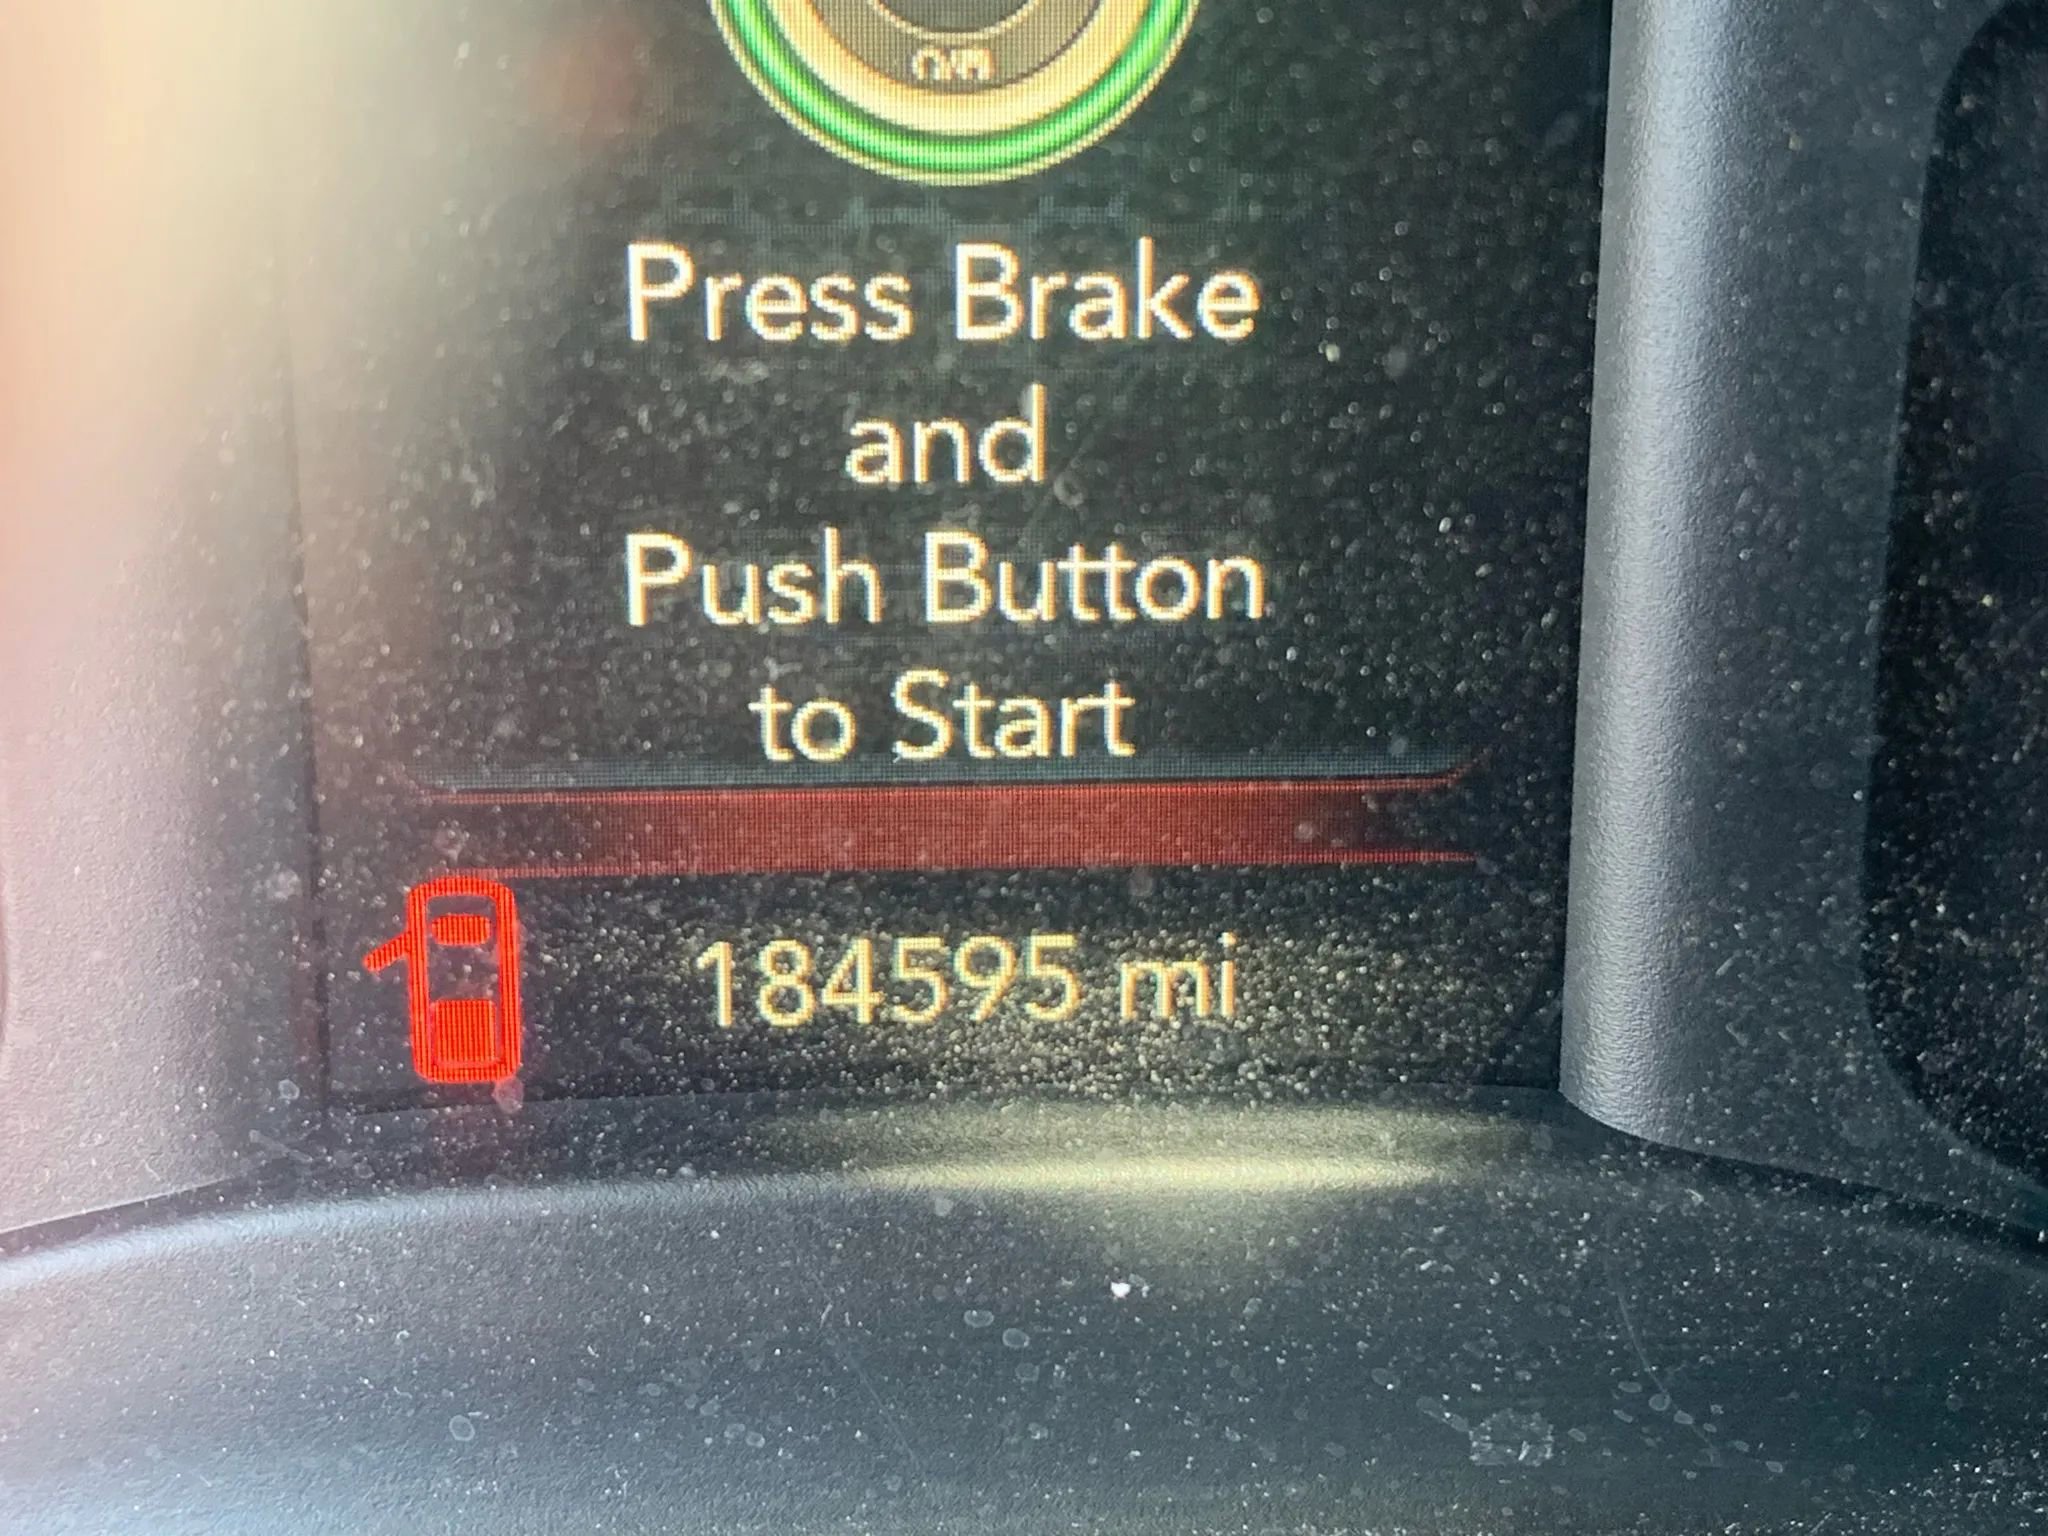 Press Brake
and
Push Button
to Start
184595 mi